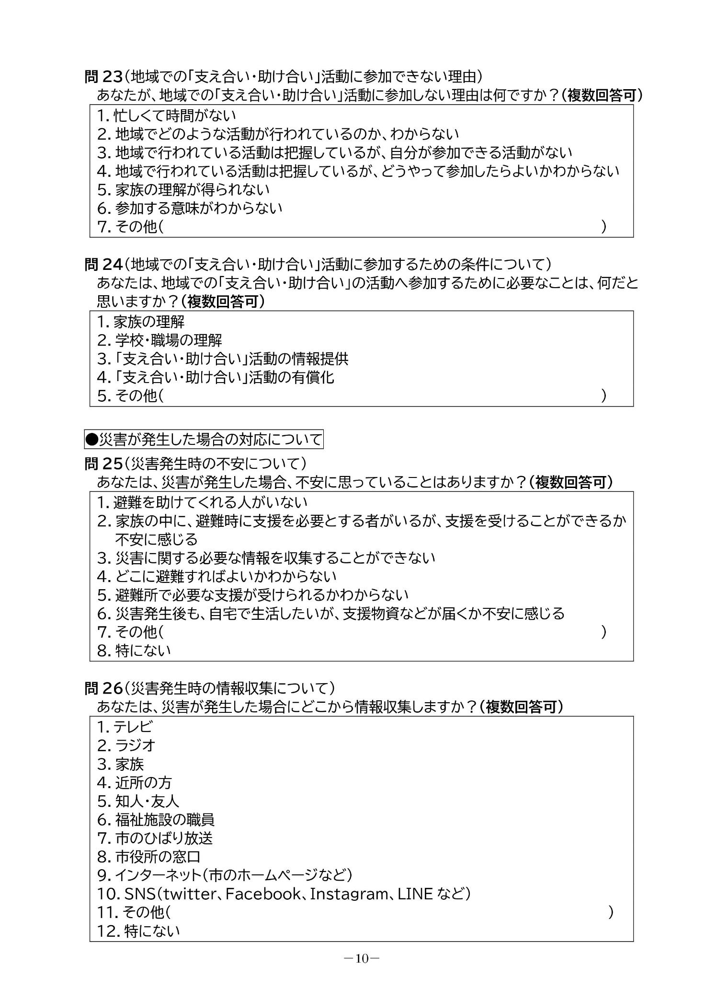 問23（地域での「支え合い・助け合い」活動に参加できない理由）
あなたが、地域での「支え合い・助け合い」活動に参加しない理由は何ですか？（複数回答可）
1. 忙しくて時間がない
2. 地域でどのような活動が行われているのか、わからない
3. 地域で行われている活動は把握しているが、自分が参加できる活動がない
4. 地域で行われている活動は把握しているが、どうやって参加したらよいかわからない
5. 家族の理解が得られない
6. 参加する意味がわからない
7. その他（ ）
問24（地域での「支え合い・助け合い」活動に参加するための条件について）
あなたは、地域での「支え合い・助け合い」の活動へ参加するために必要なことは、何だと
思いますか？（複数回答可）
1. 家族の理解
2. 学校・職場の理解
3. 「支え合い・助け合い」活動の情報提供
4. 「支え合い・助け合い」活動の有償化
5. その他（ ）
●災害が発生した場合の対応について
問25（災害発生時の不安について）
あなたは、災害が発生した場合、不安に思っていることはありますか？（複数回答可）
1. 避難を助けてくれる人がいない
2. 家族の中に、避難時に支援を必要とする者がいるが、支援を受けることができるか
不安に感じる
3. 災害に関する必要な情報を収集することができない
4. どこに避難すればよいかわからない
5. 避難所で必要な支援が受けられるかわからない
6. 災害発生後も、自宅で生活したいが、支援物資などが届くか不安に感じる
7. その他（ ）
8. 特にない
問26（災害発生時の情報収集について）
あなたは、災害が発生した場合にどこから情報収集しますか？（複数回答可）
1. テレビ
2. ラジオ
3. 家族
4. 近所の方
5. 知人・友人
6. 福祉施設の職員
7. 市のひばり放送
8. 市役所の窓口
9. インターネット（市のホームページなど）
10. SNS（twitter、Facebook、Instagram、LINEなど）
11. その他（ ）
12. 特にない
－10－